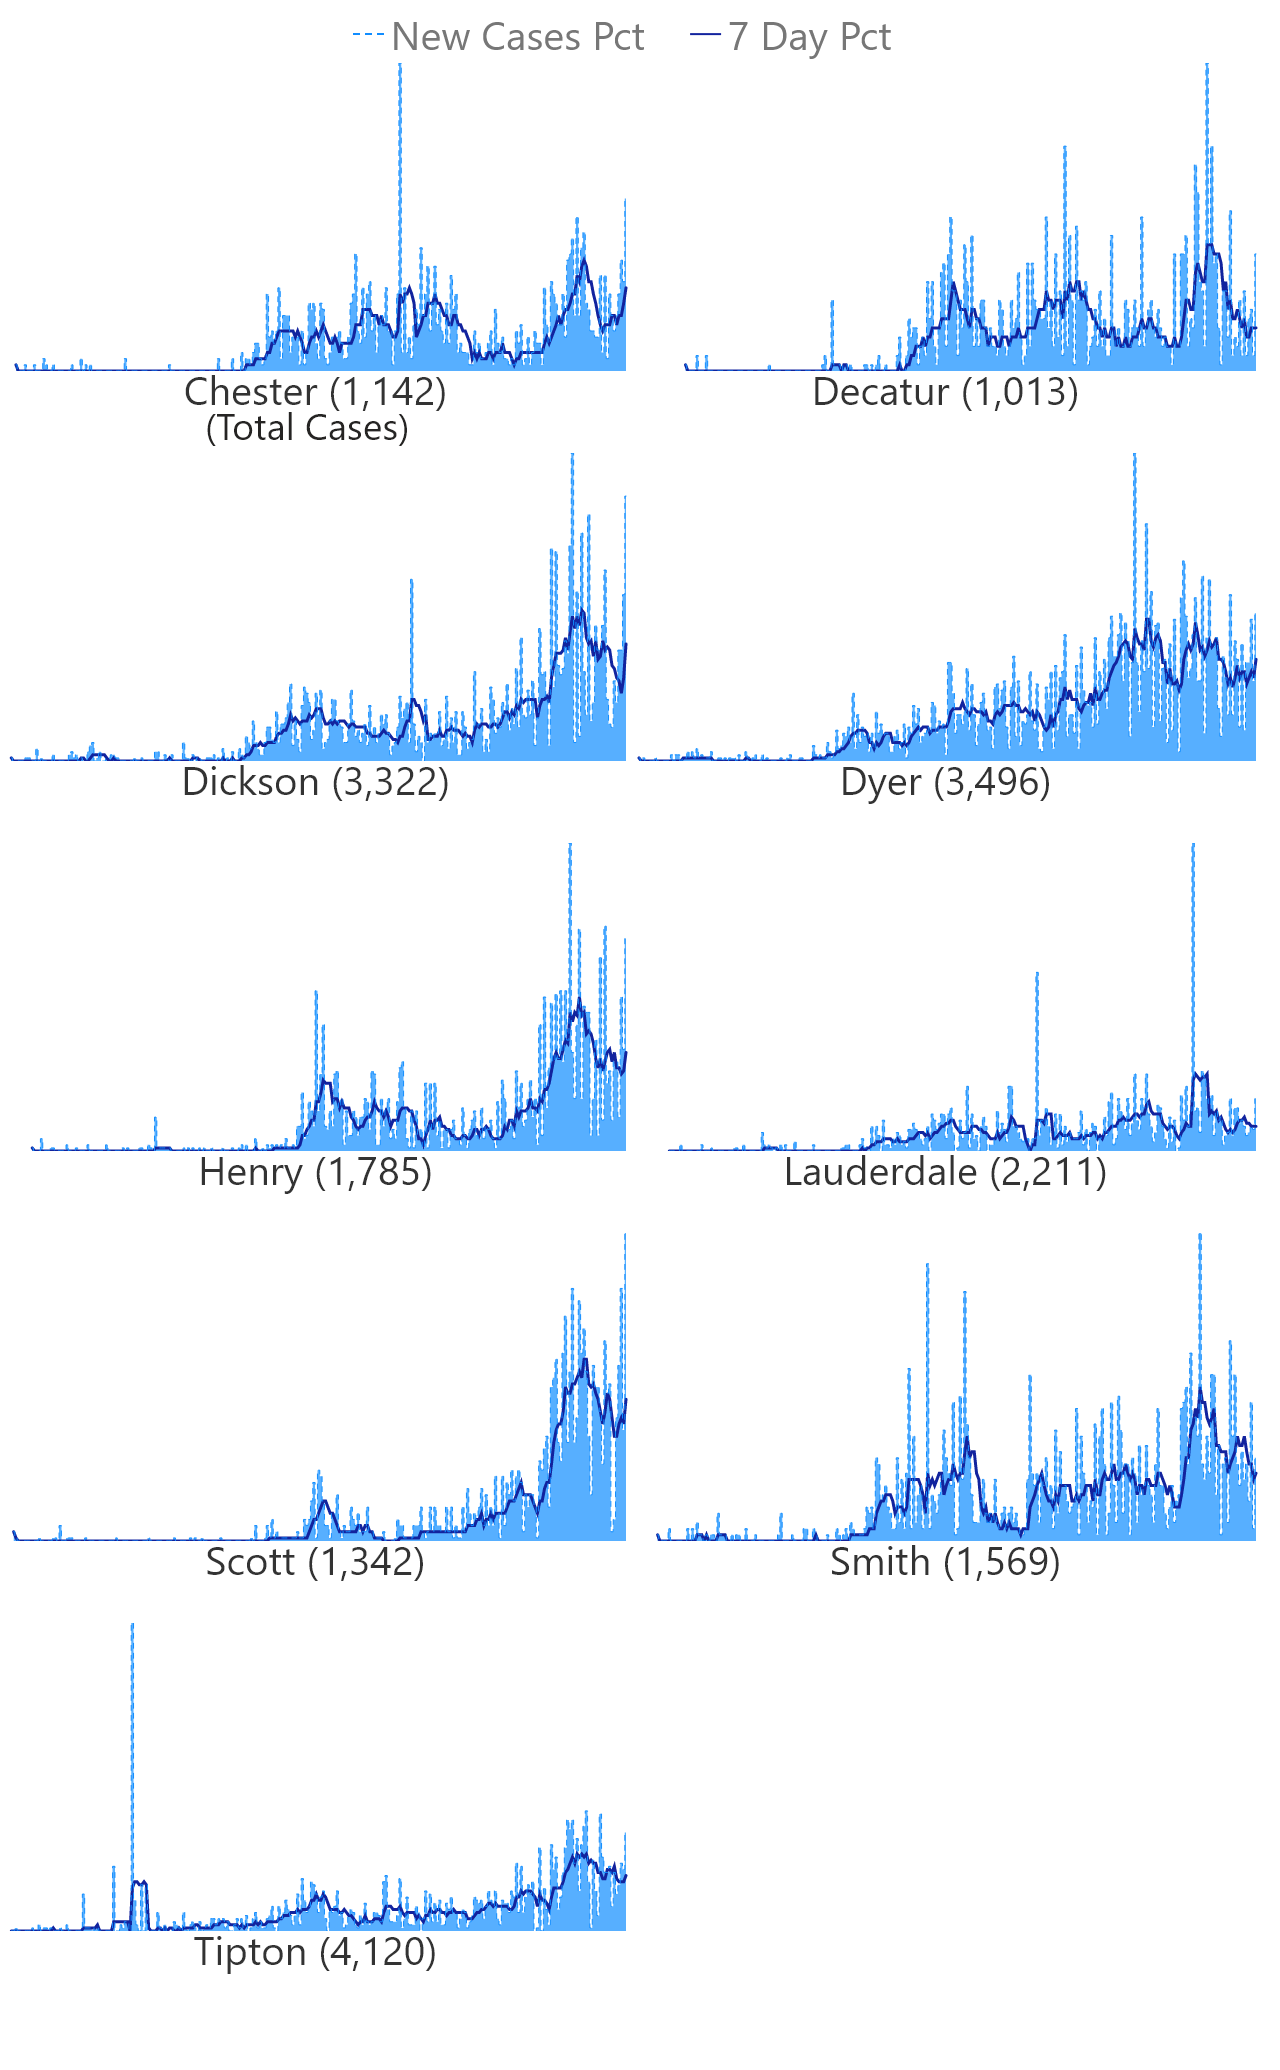 New Cases Pct 7 Day Pct
Chester (1,142) Decatur (1,013)
(Total Cases)
Dickson (3,322) Dyer (3,496)
Henry (1,785) Lauderdale (2,211)
Scott (1,342) Smith (1,569)
Tipton (4,120)